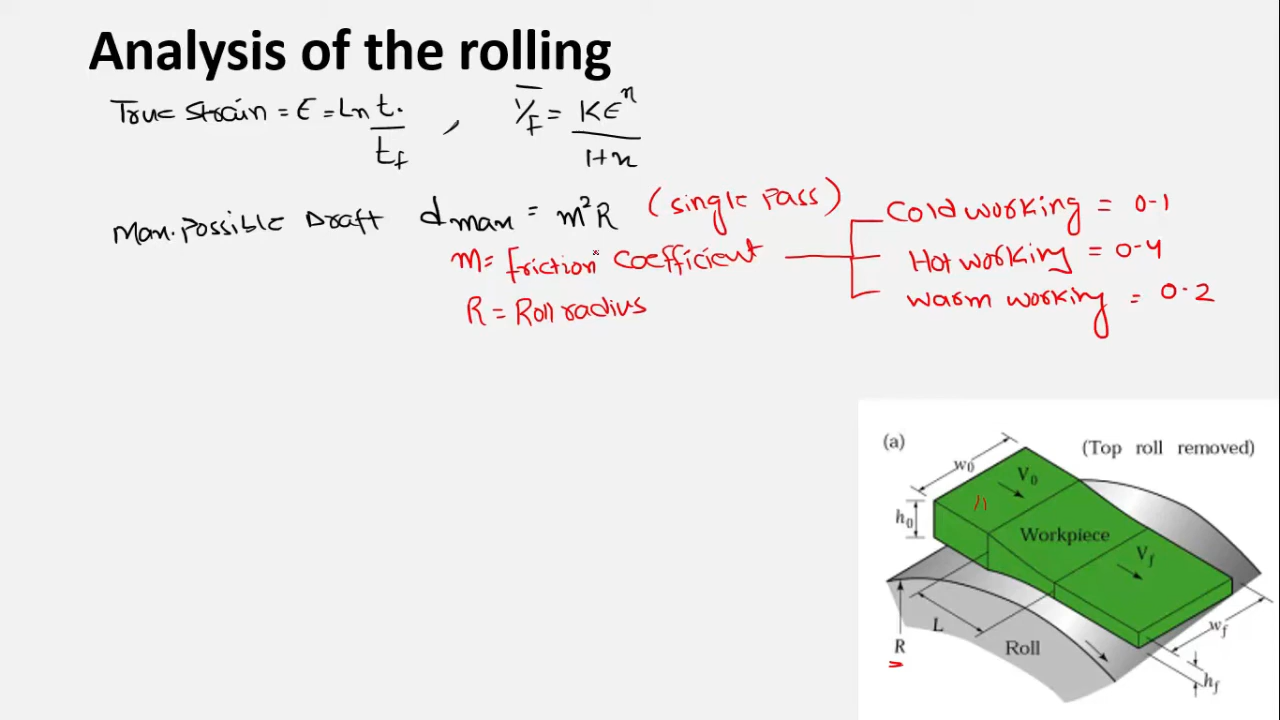 Analysis of the rolling
True strain = ε = Ln t₀/t_f , Y̅_F = Kε^n/1+n
Max. Possible Draft d_max = m²R (single Pass)
m = friction coefficient
Cold working = 0.1
Hot working = 0.4
Warm working = 0.2
R = Roll radius
(a)
(Top roll removed)
w₀
V₀
h₀
Workpiece
V_f
L
w_f
R
Roll
h_f